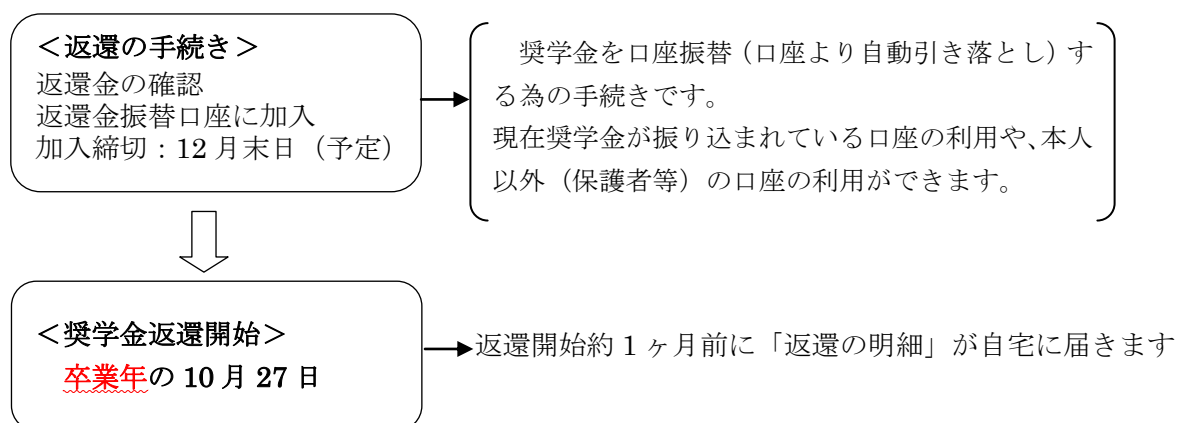 ＜返還の手続き＞
返還金の確認
返還金振替口座に加入
加入締切：12月末日（予定）
奨学金を口座振替（口座より自動引き落とし）す
る為の手続きです。
現在奨学金が振り込まれている口座の利用や、本人
以外（保護者等）の口座の利用ができます。
＜奨学金返還開始＞
卒業年の10月27日
返還開始約1ヶ月前に「返還の明細」が自宅に届きます